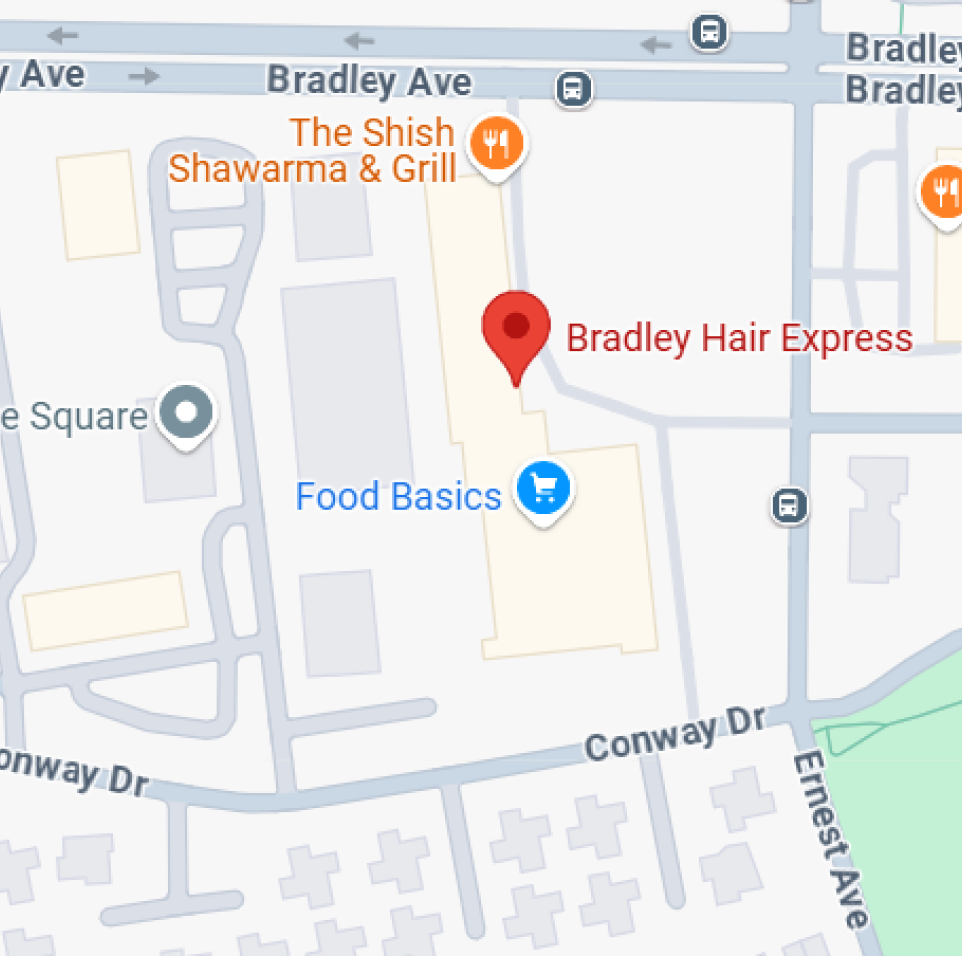 Bradley
y Ave
Bradley Ave
Bradley
The Shish
Shawarma & Grill
Bradley Hair Express
e Square
Food Basics
Conway Dr
onway Dr
Ernest Ave